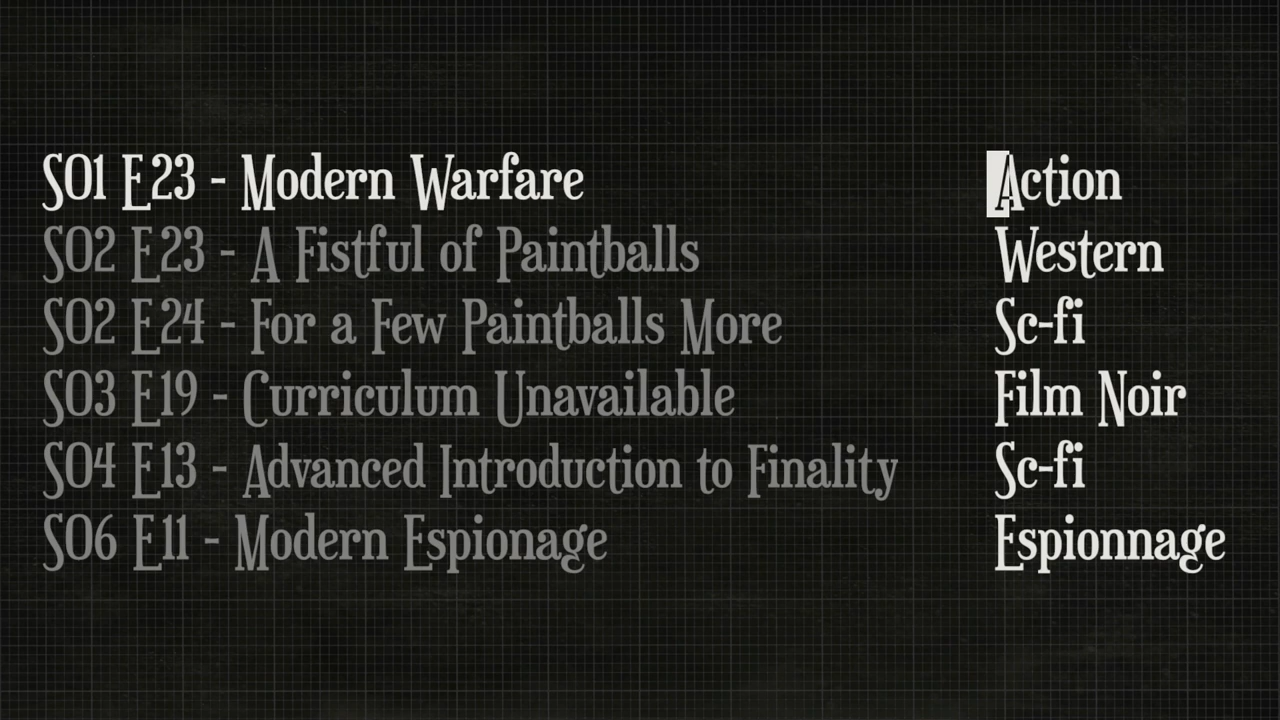 S01 E23 - Modern Warfare Action
S02 E23 - A Fistful of Paintballs Western
S02 E24 - For a Few Paintballs More Sc-fi
S03 E19 - Curriculum Unavailable Film Noir
S04 E13 - Advanced Introduction to Finality Sc-fi
S06 E11 - Modern Espionage Espionnage